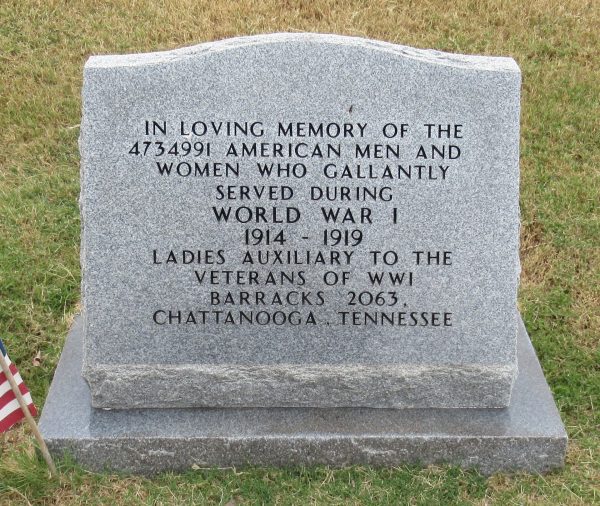 IN LOVING MEMORY OF THE
4734991 AMERICAN MEN AND
WOMEN WHO GALLANTLY
SERVED DURING
WORLD WAR I
1914 - 1919
LADIES AUXILIARY TO THE
VETERANS OF WWI
BARRACKS 2063,
CHATTANOOGA, TENNESSEE